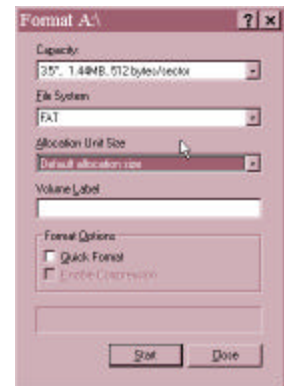 Format A:\
Capacity:
3.5", 1.44MB, 512 bytes/sector
File System
FAT
Allocation Unit Size
Default allocation size
Volume Label
Format Options
Quick Format
Enable Compression
Start
Close